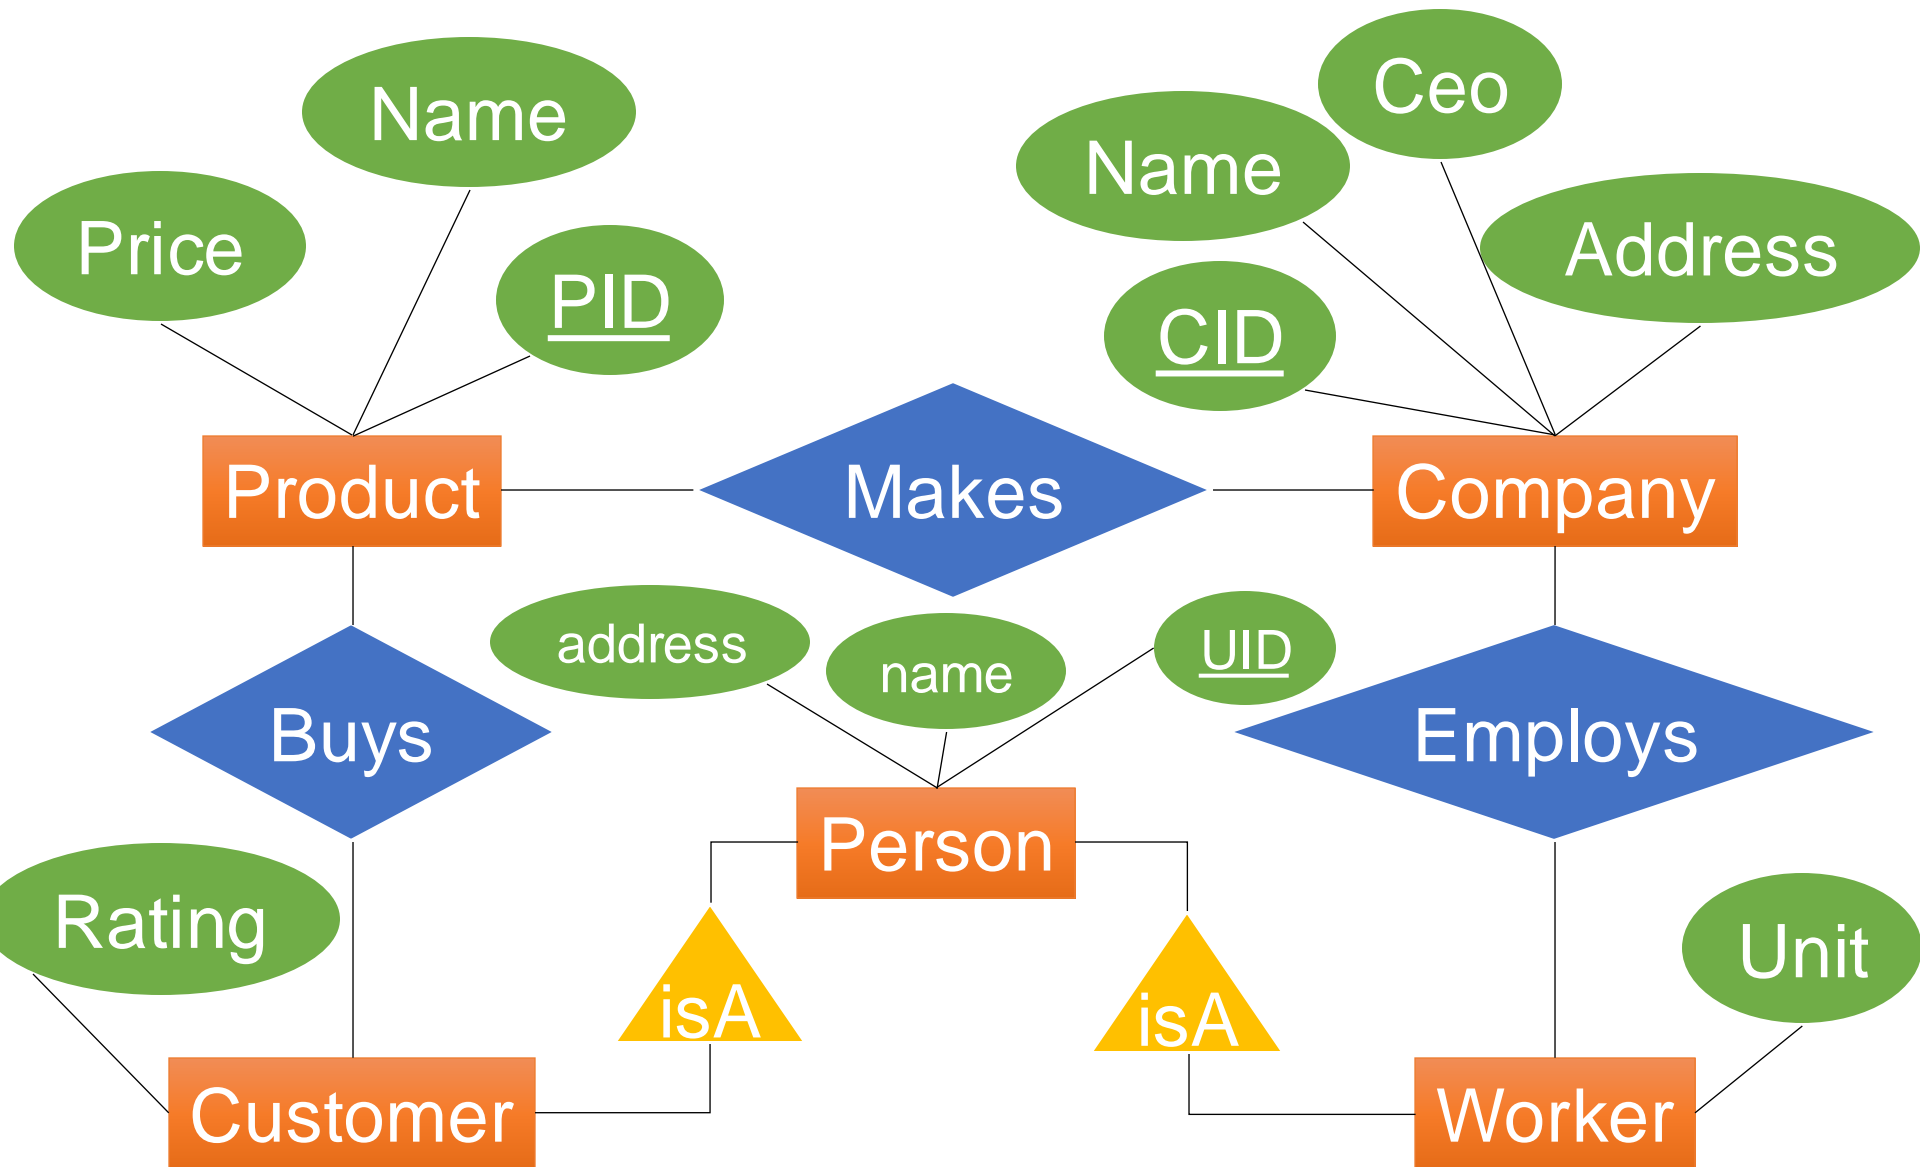 Ceo
Name
Name
Price
Address
PID
CID
Product
Makes
Company
address
name
UID
Buys
Employs
Person
Rating
Unit
isA
isA
Customer
Worker